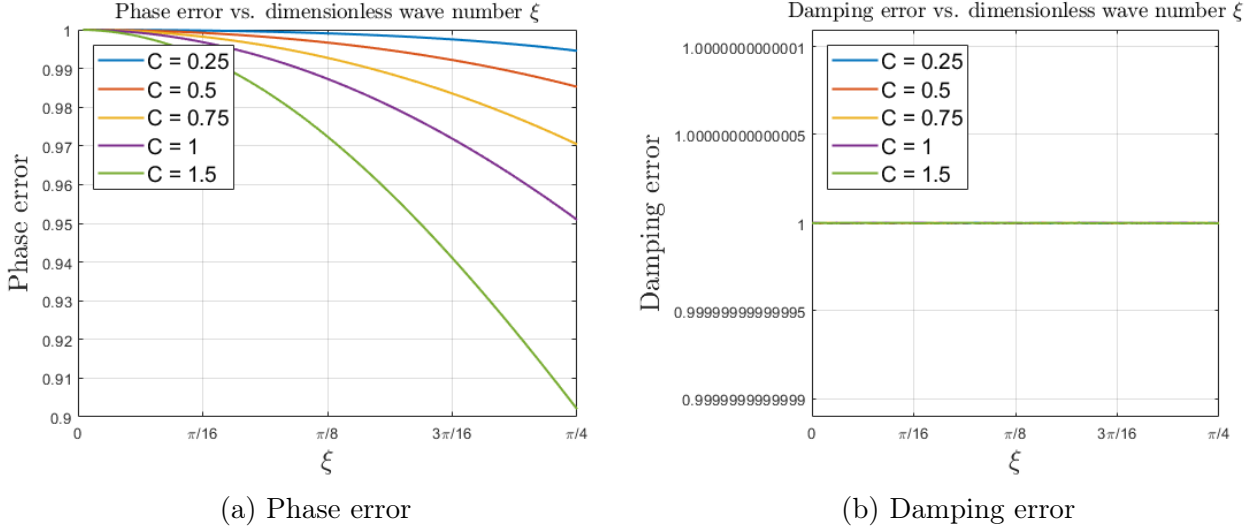 Phase error vs. dimensionless wave number ξ
1
0.99
0.98
0.97
0.96
0.95
0.94
0.93
0.92
0.91
0.9
Phase error
C = 0.25
C = 0.5
C = 0.75
C = 1
C = 1.5
0 π/16 π/8 3π/16 π/4
ξ
(a) Phase error
Damping error vs. dimensionless wave number ξ
1.00000000000001
1.000000000000005
1
0.999999999999995
0.99999999999999
Damping error
C = 0.25
C = 0.5
C = 0.75
C = 1
C = 1.5
0 π/16 π/8 3π/16 π/4
ξ
(b) Damping error